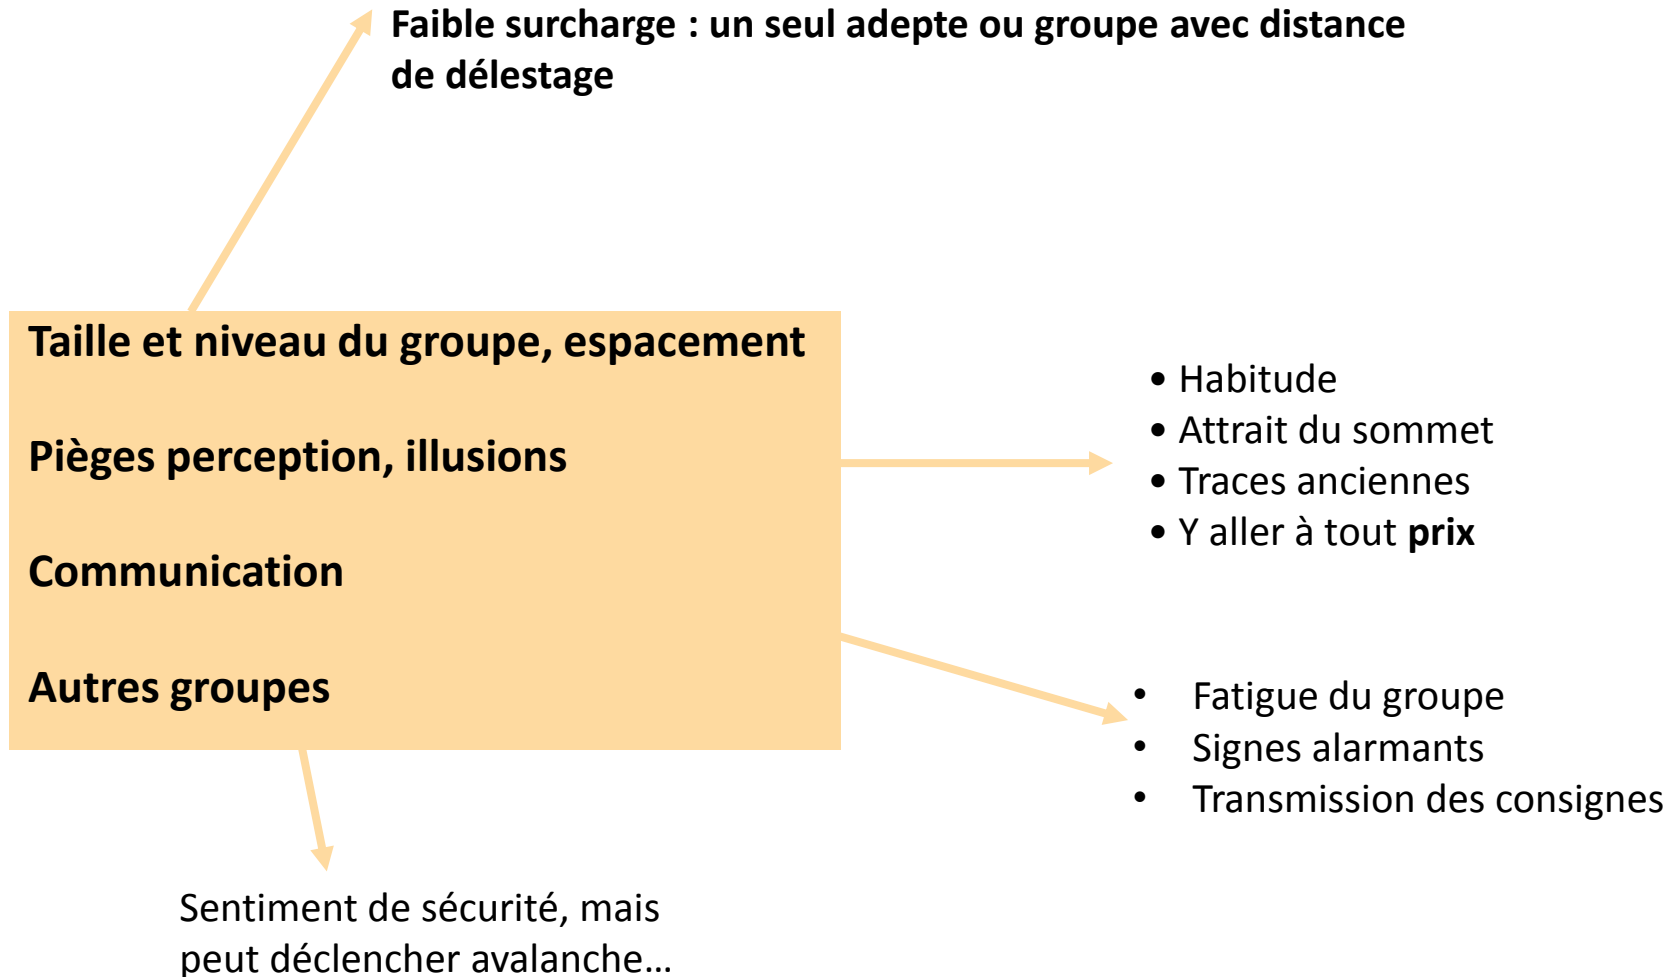 Faible surcharge : un seul adepte ou groupe avec distance
de délestage
Taille et niveau du groupe, espacement
Pièges perception, illusions
Communication
Autres groupes
• Habitude
• Attrait du sommet
• Traces anciennes
• Y aller à tout prix
• Fatigue du groupe
• Signes alarmants
• Transmission des consignes
Sentiment de sécurité, mais
peut déclencher avalanche…